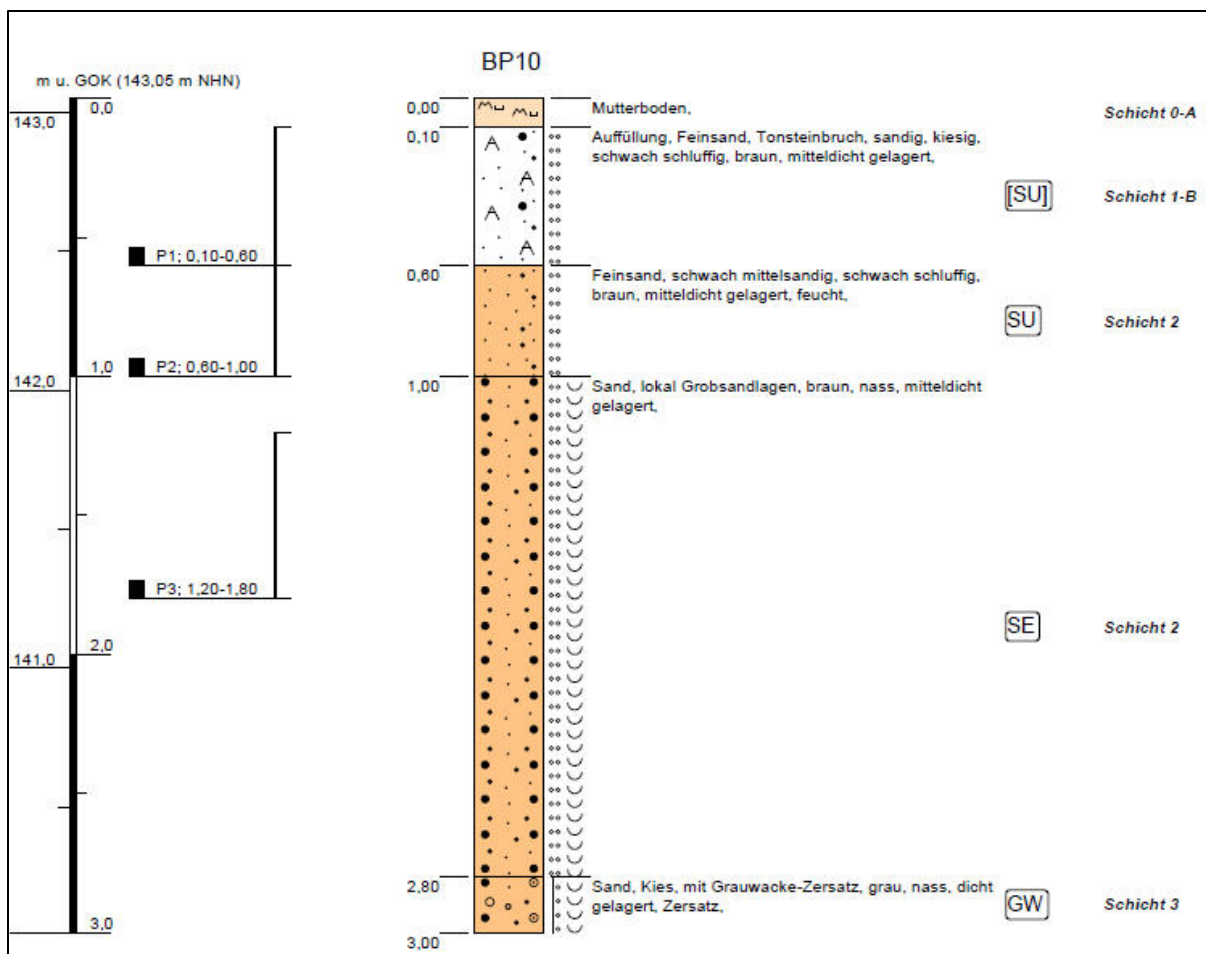 BP10
m u. GOK (143,05 m NHN)
0,0
143,0
0,00
Mutterboden,
Schicht 0-A
0,10
Auffüllung, Feinsand, Tonsteinbruch, sandig, kiesig,
schwach schluffig, braun, mitteldicht gelagert,
[SU]
Schicht 1-B
P1; 0,10-0,60
0,60
Feinsand, schwach mittelsandig, schwach schluffig,
braun, mitteldicht gelagert, feucht,
SU
Schicht 2
P2; 0,60-1,00
1,0
142,0
1,00
Sand, lokal Grobsandlagen, braun, nass, mitteldicht
gelagert,
P3; 1,20-1,80
SE
Schicht 2
2,0
141,0
2,80
Sand, Kies, mit Grauwacke-Zersatz, grau, nass, dicht
gelagert, Zersatz,
GW
Schicht 3
3,0
3,00